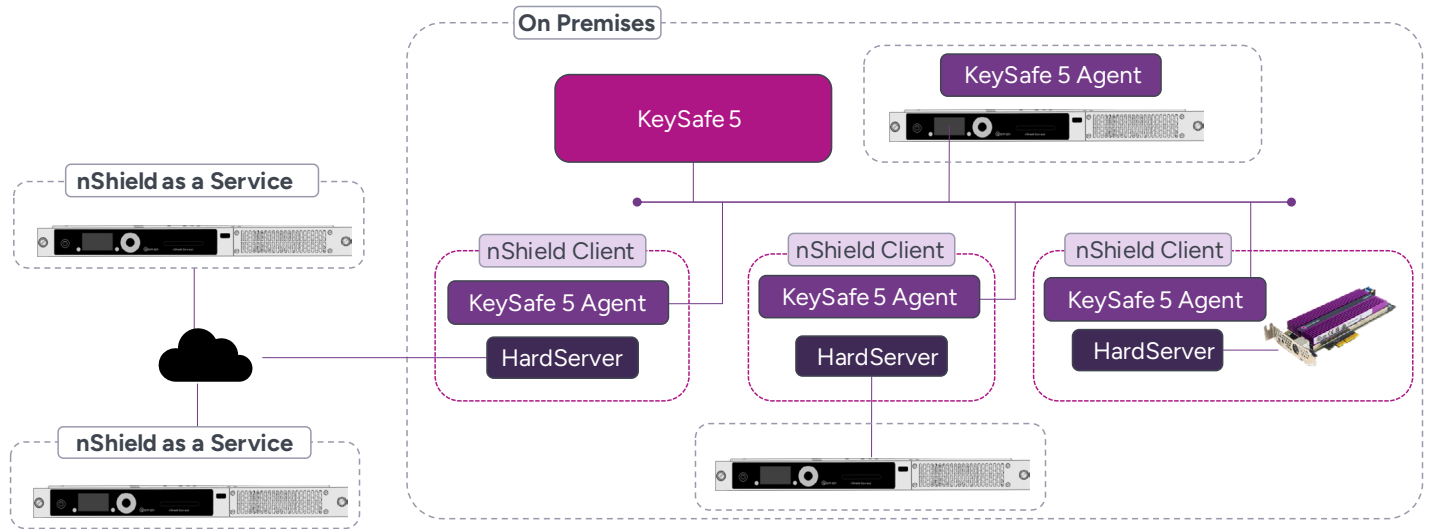 On Premises
KeySafe 5 Agent
KeySafe 5
nShield as a Service
nShield Client
KeySafe 5 Agent
HardServer
nShield Client
KeySafe 5 Agent
HardServer
nShield Client
KeySafe 5 Agent
HardServer
nShield as a Service